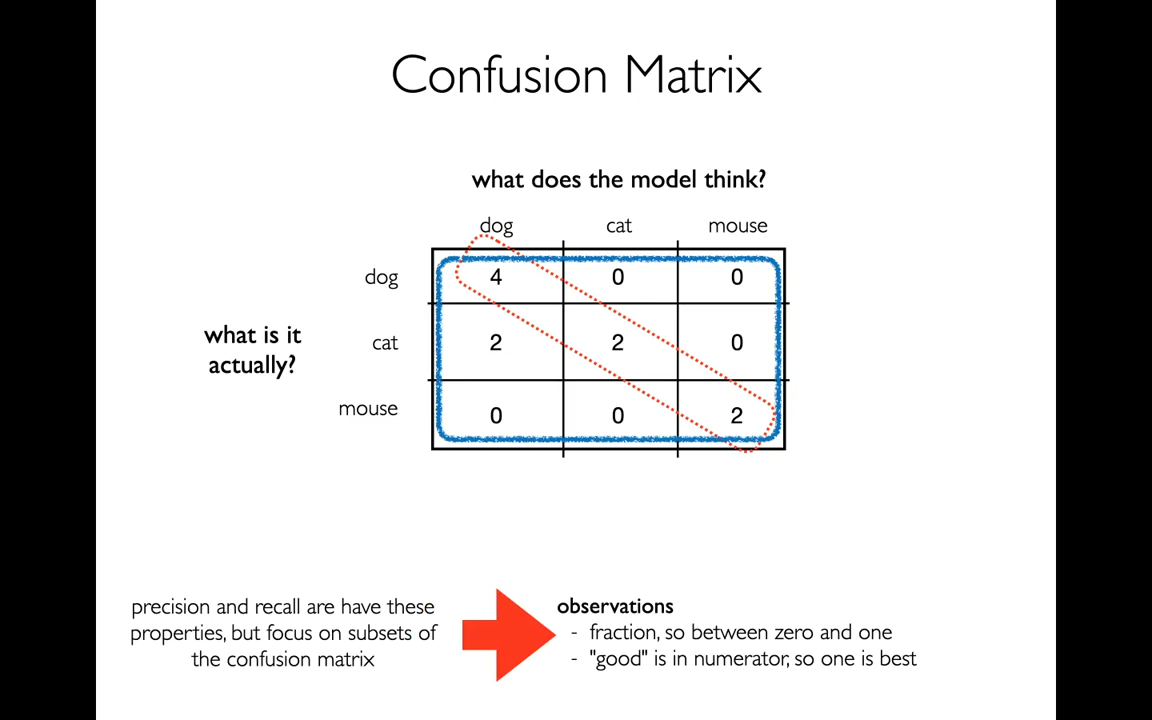 Confusion Matrix
what does the model think?
dog cat mouse
dog 4 0 0
what is it
actually?
cat 2 2 0
mouse 0 0 2
precision and recall are have these
properties, but focus on subsets of
the confusion matrix
observations
- fraction, so between zero and one
- "good" is in numerator, so one is best